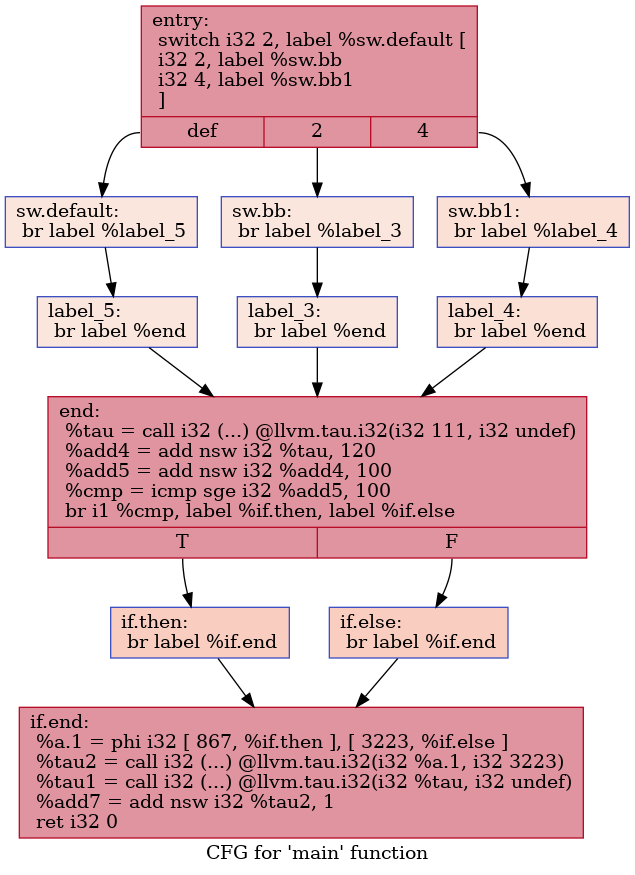 entry:
switch i32 2, label %sw.default [
i32 2, label %sw.bb
i32 4, label %sw.bb1
]
def 2 4
sw.default:
br label %label_5
sw.bb:
br label %label_3
sw.bb1:
br label %label_4
label_5:
br label %end
label_3:
br label %end
label_4:
br label %end
end:
%tau = call i32 (...) @llvm.tau.i32(i32 111, i32 undef)
%add4 = add nsw i32 %tau, 120
%add5 = add nsw i32 %add4, 100
%cmp = icmp sge i32 %add5, 100
br i1 %cmp, label %if.then, label %if.else
T F
if.then:
br label %if.end
if.else:
br label %if.end
if.end:
%a.1 = phi i32 [ 867, %if.then ], [ 3223, %if.else ]
%tau2 = call i32 (...) @llvm.tau.i32(i32 %a.1, i32 3223)
%tau1 = call i32 (...) @llvm.tau.i32(i32 %tau, i32 undef)
%add7 = add nsw i32 %tau2, 1
ret i32 0
CFG for 'main' function